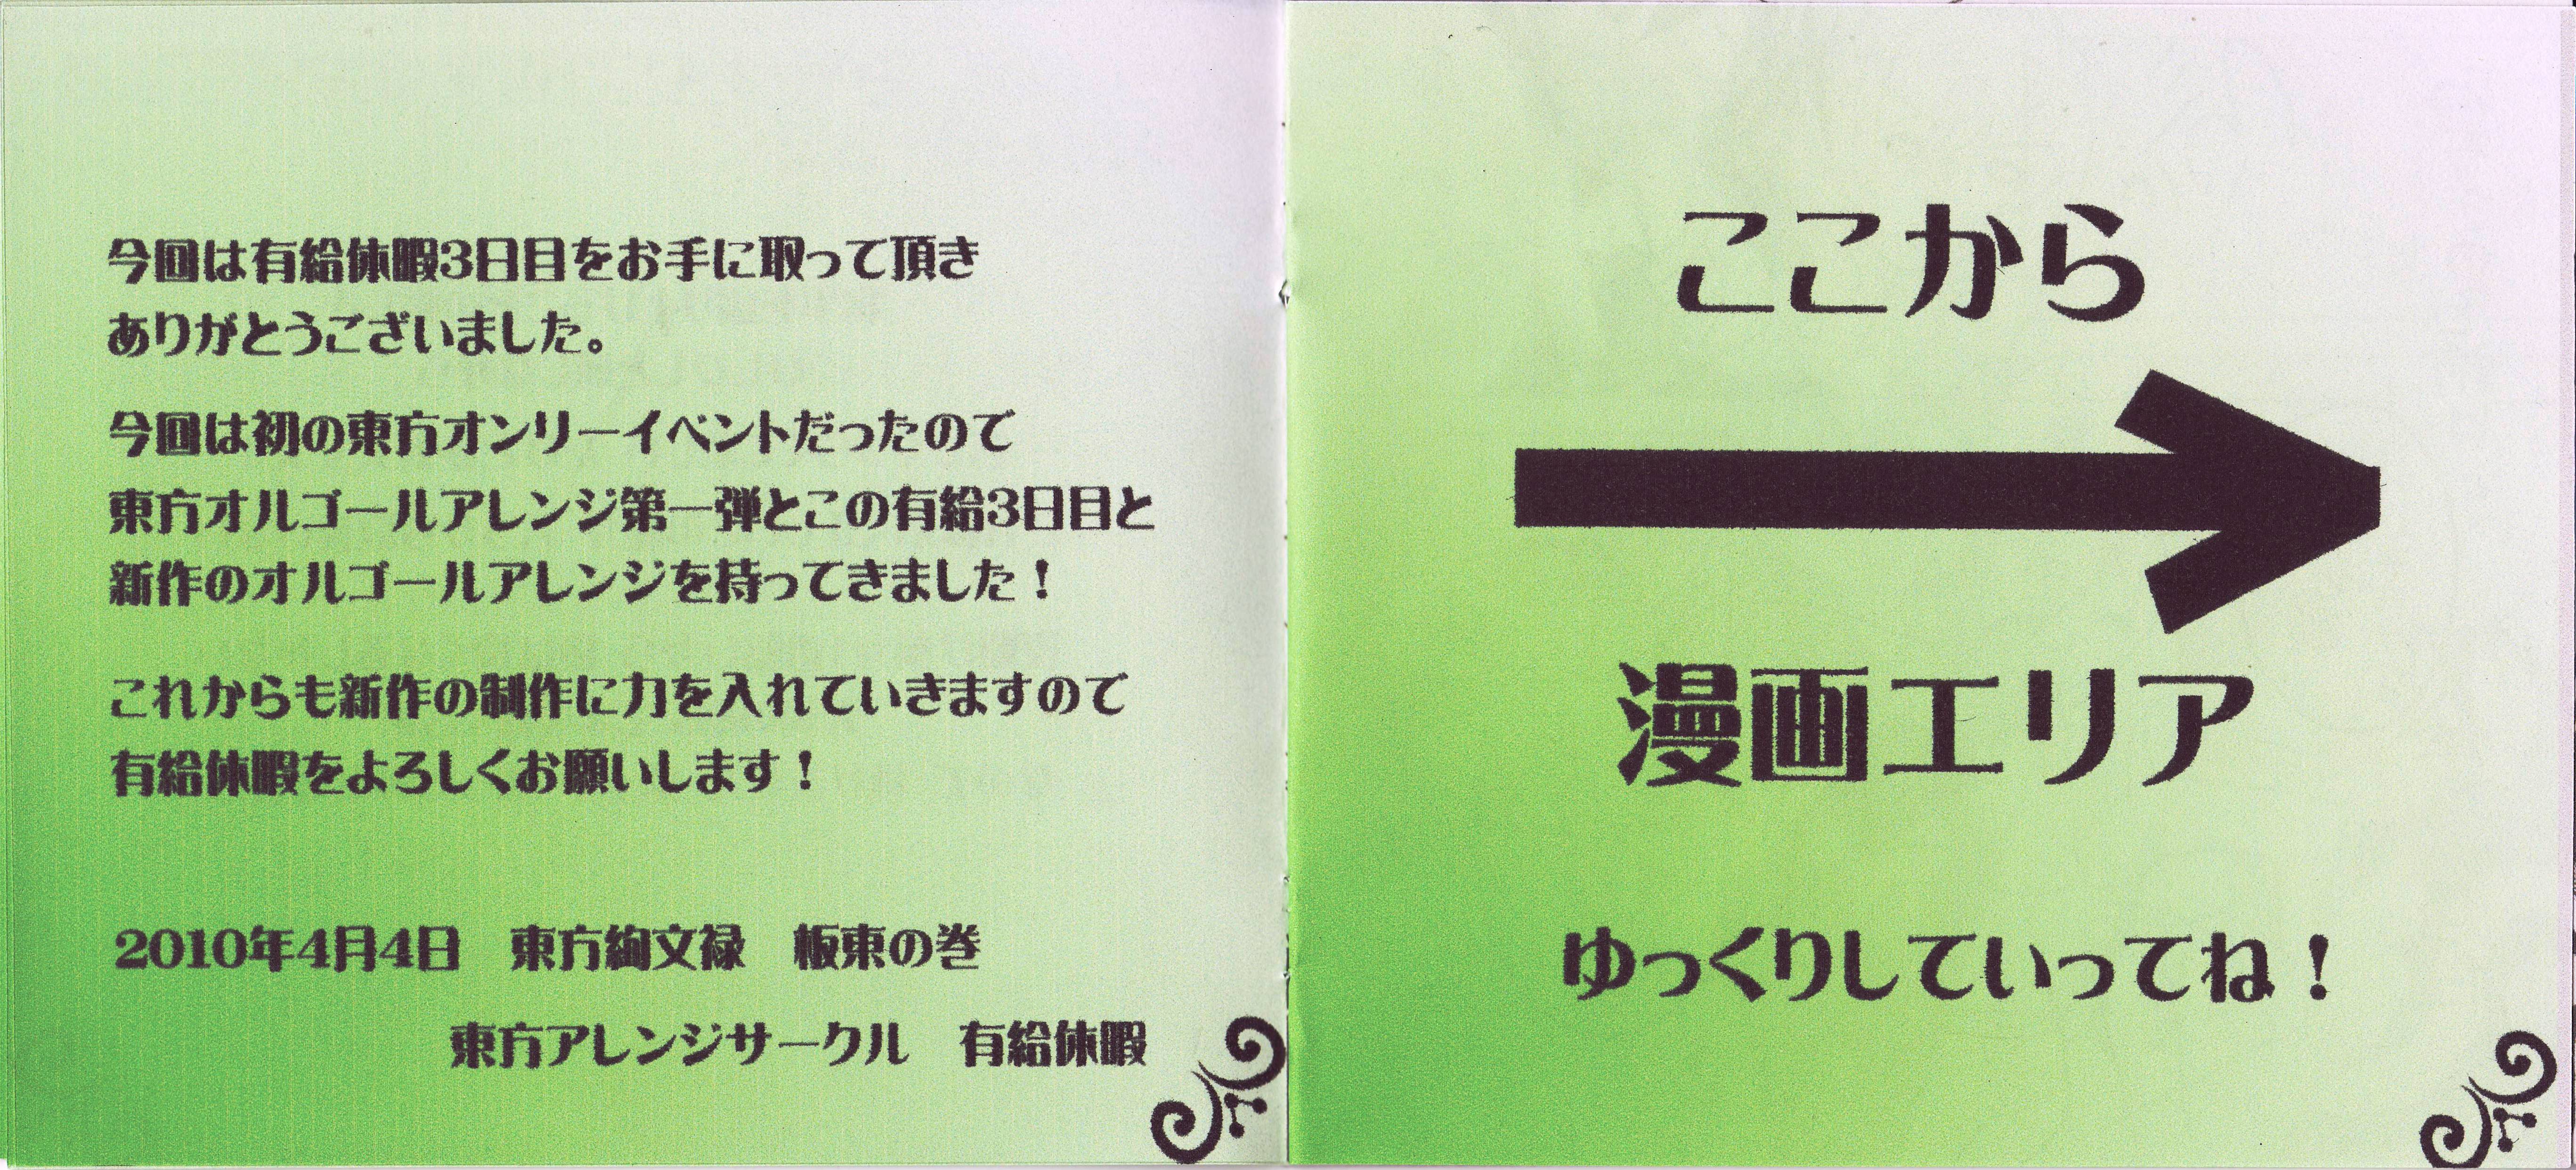 今回は有給休暇3日目をお手に取って頂き
ありがとうございました。
今回は初の東方オンリーイベントだったので
東方オルゴールアレンジ第一弾とこの有給3日目と
新作のオルゴールアレンジを持ってきました！
これからも新作の制作に力を入れていきますので
有給休暇をよろしくお願いします！
2010年4月4日　東方絢文禄　板東の巻
東方アレンジサークル　有給休暇
ここから
漫画エリア
ゆっくりしていってね！